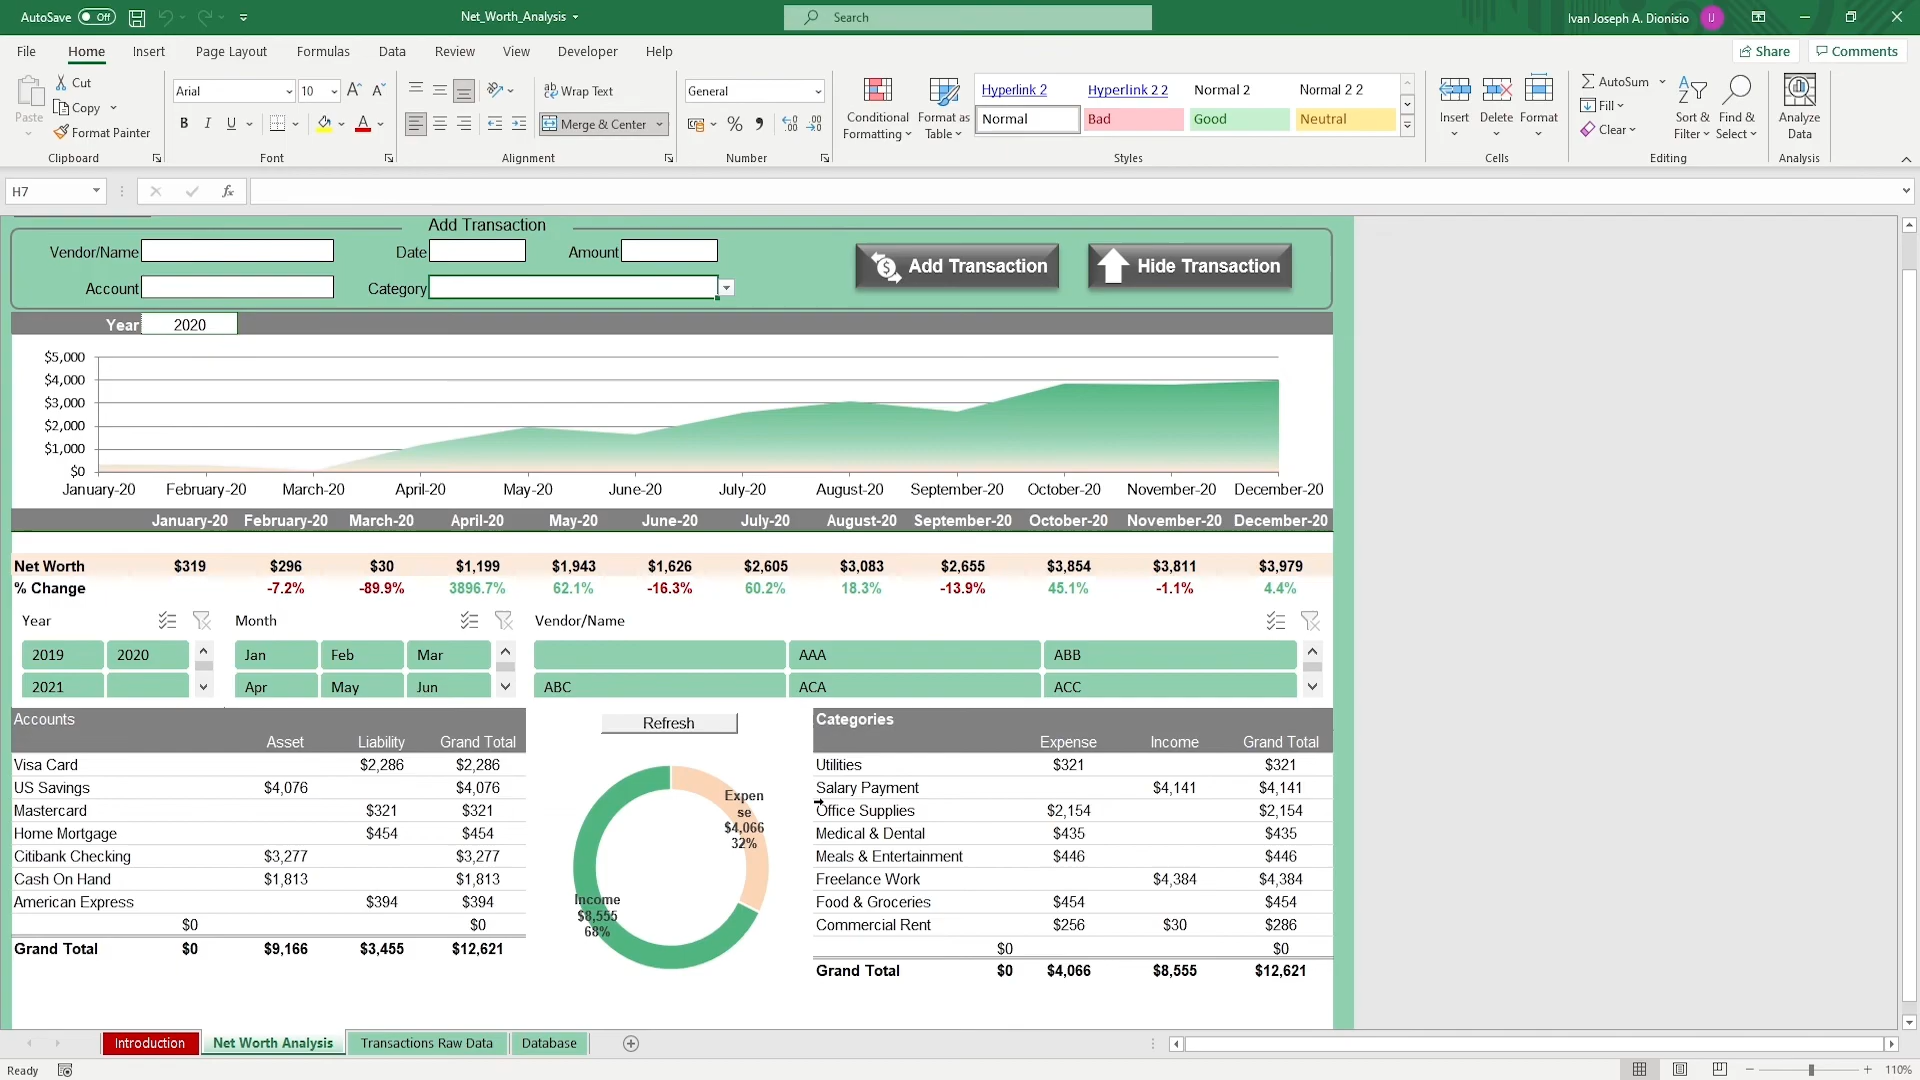 AutoSave Off Net_Worth_Analysis Search Ivan Joseph A. Dionisio IJ
File Home Insert Page Layout Formulas Data Review View Developer Help Share Comments
Paste Cut Copy Format Painter Clipboard
Arial 10 B I U A A A Font
Wrap Text Merge & Center Alignment
General % Number
Conditional Formatting Format as Table
Hyperlink 2 Hyperlink 2 2 Normal 2 Normal 2 2
Normal Bad Good Neutral
Styles
Insert Delete Format Cells
AutoSum Fill Clear Sort & Filter Find & Select Editing
Analyze Data Analysis
H7 fx
Add Transaction
Vendor/Name Date Amount
Account Category
Add Transaction Hide Transaction
Year 2020
$5,000
$4,000
$3,000
$2,000
$1,000
$0
January-20 February-20 March-20 April-20 May-20 June-20 July-20 August-20 September-20 October-20 November-20 December-20
January-20 February-20 March-20 April-20 May-20 June-20 July-20 August-20 September-20 October-20 November-20 December-20
Net Worth $319 $296 $30 $1,199 $1,943 $1,626 $2,605 $3,083 $2,655 $3,854 $3,811 $3,979
% Change -7.2% -89.9% 3896.7% 62.1% -16.3% 60.2% 18.3% -13.9% 45.1% -1.1% 4.4%
Year Month Vendor/Name
2019 2020 Jan Feb Mar AAA ABB
2021 Apr May Jun ABC ACA ACC
Accounts
Asset Liability Grand Total
Visa Card $2,286 $2,286
US Savings $4,076 $4,076
Mastercard $321 $321
Home Mortgage $454 $454
Citibank Checking $3,277 $3,277
Cash On Hand $1,813 $1,813
American Express $394 $394
$0 $0
Grand Total $0 $9,166 $3,455 $12,621
Refresh
Expen
se
$4,066
32%
Income
$8,555
68%
Categories
Expense Income Grand Total
Utilities $321 $321
Salary Payment $4,141 $4,141
Office Supplies $2,154 $2,154
Medical & Dental $435 $435
Meals & Entertainment $446 $446
Freelance Work $4,384 $4,384
Food & Groceries $454 $454
Commercial Rent $256 $30 $286
$0 $0
Grand Total $0 $4,066 $8,555 $12,621
Introduction Net Worth Analysis Transactions Raw Data Database
Ready 110%